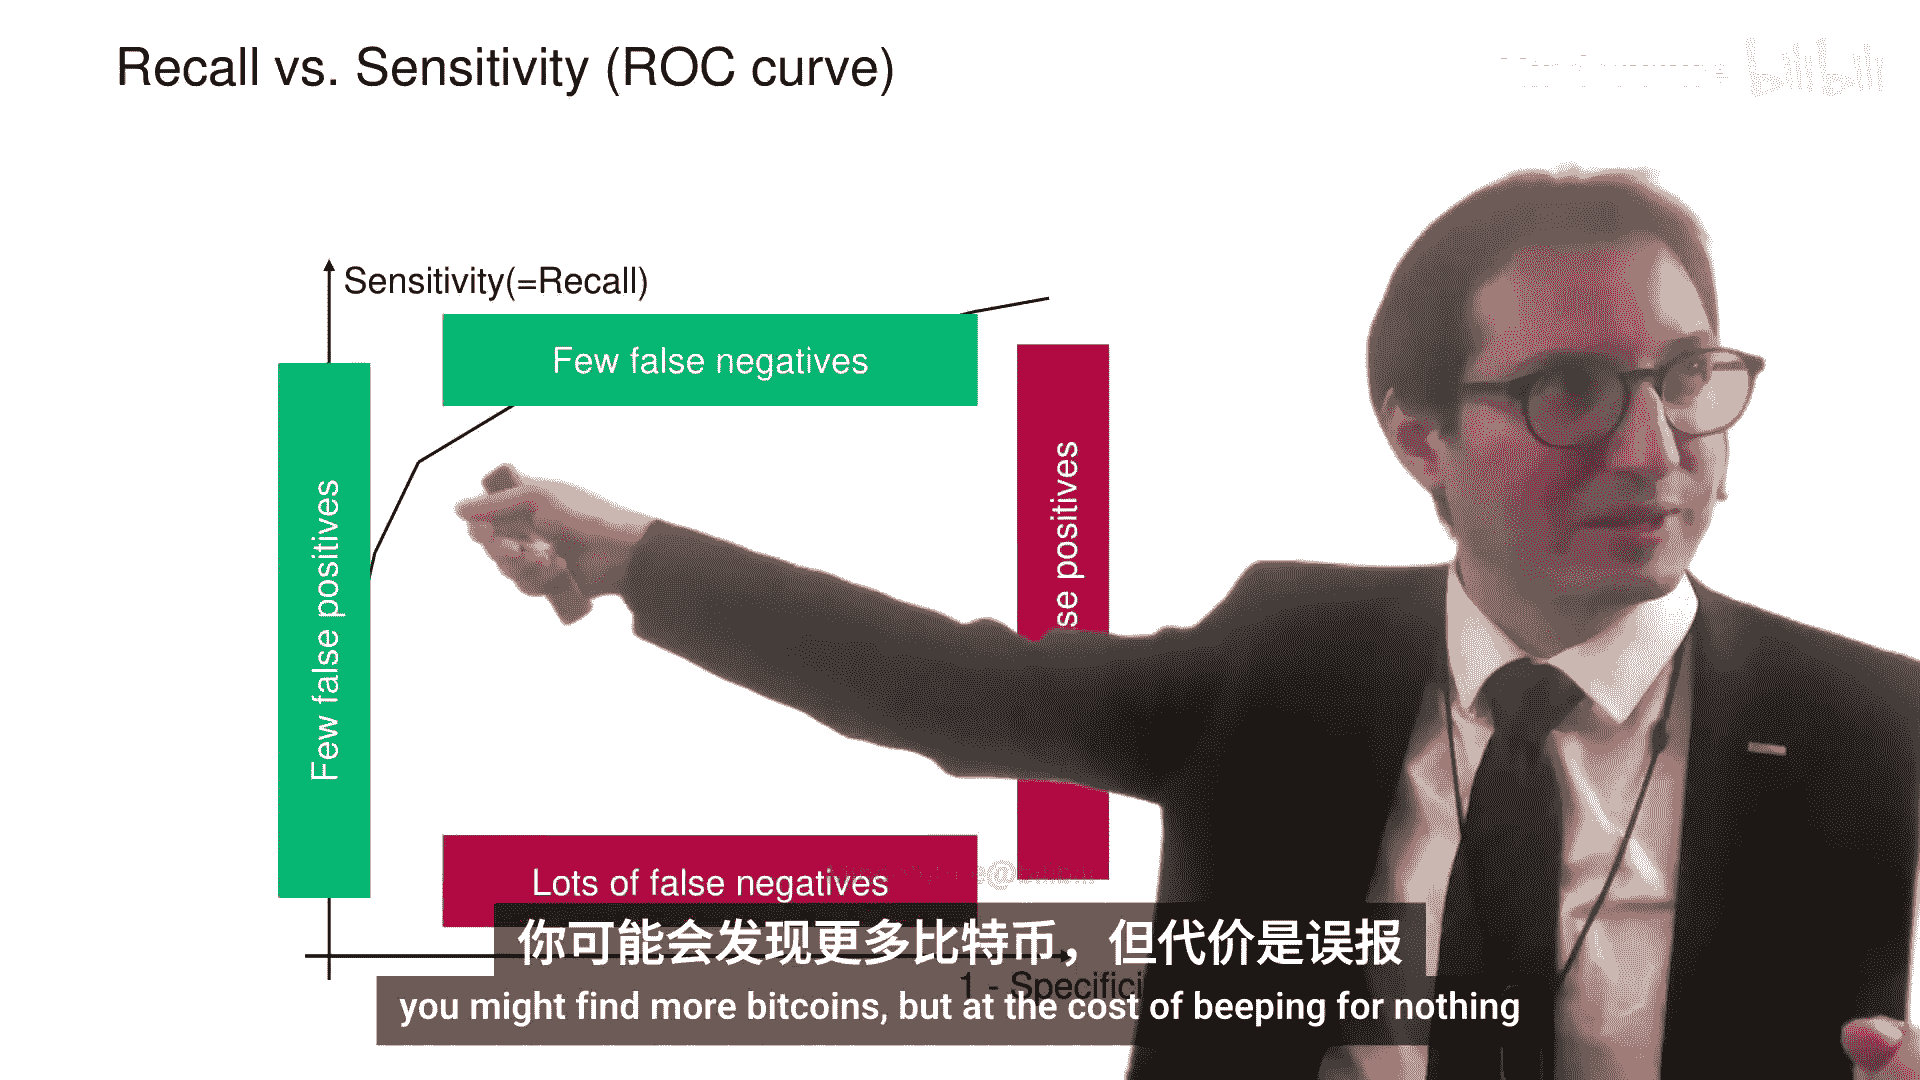 Recall vs. Sensitivity (ROC curve)
bilibili
Sensitivity(=Recall)
Few false negatives
Few false positives
positives
Lots of false negatives
你可能会发现更多比特币，但代价是误报
1 -
you might find more bitcoins, but at the cost of beeping for nothing